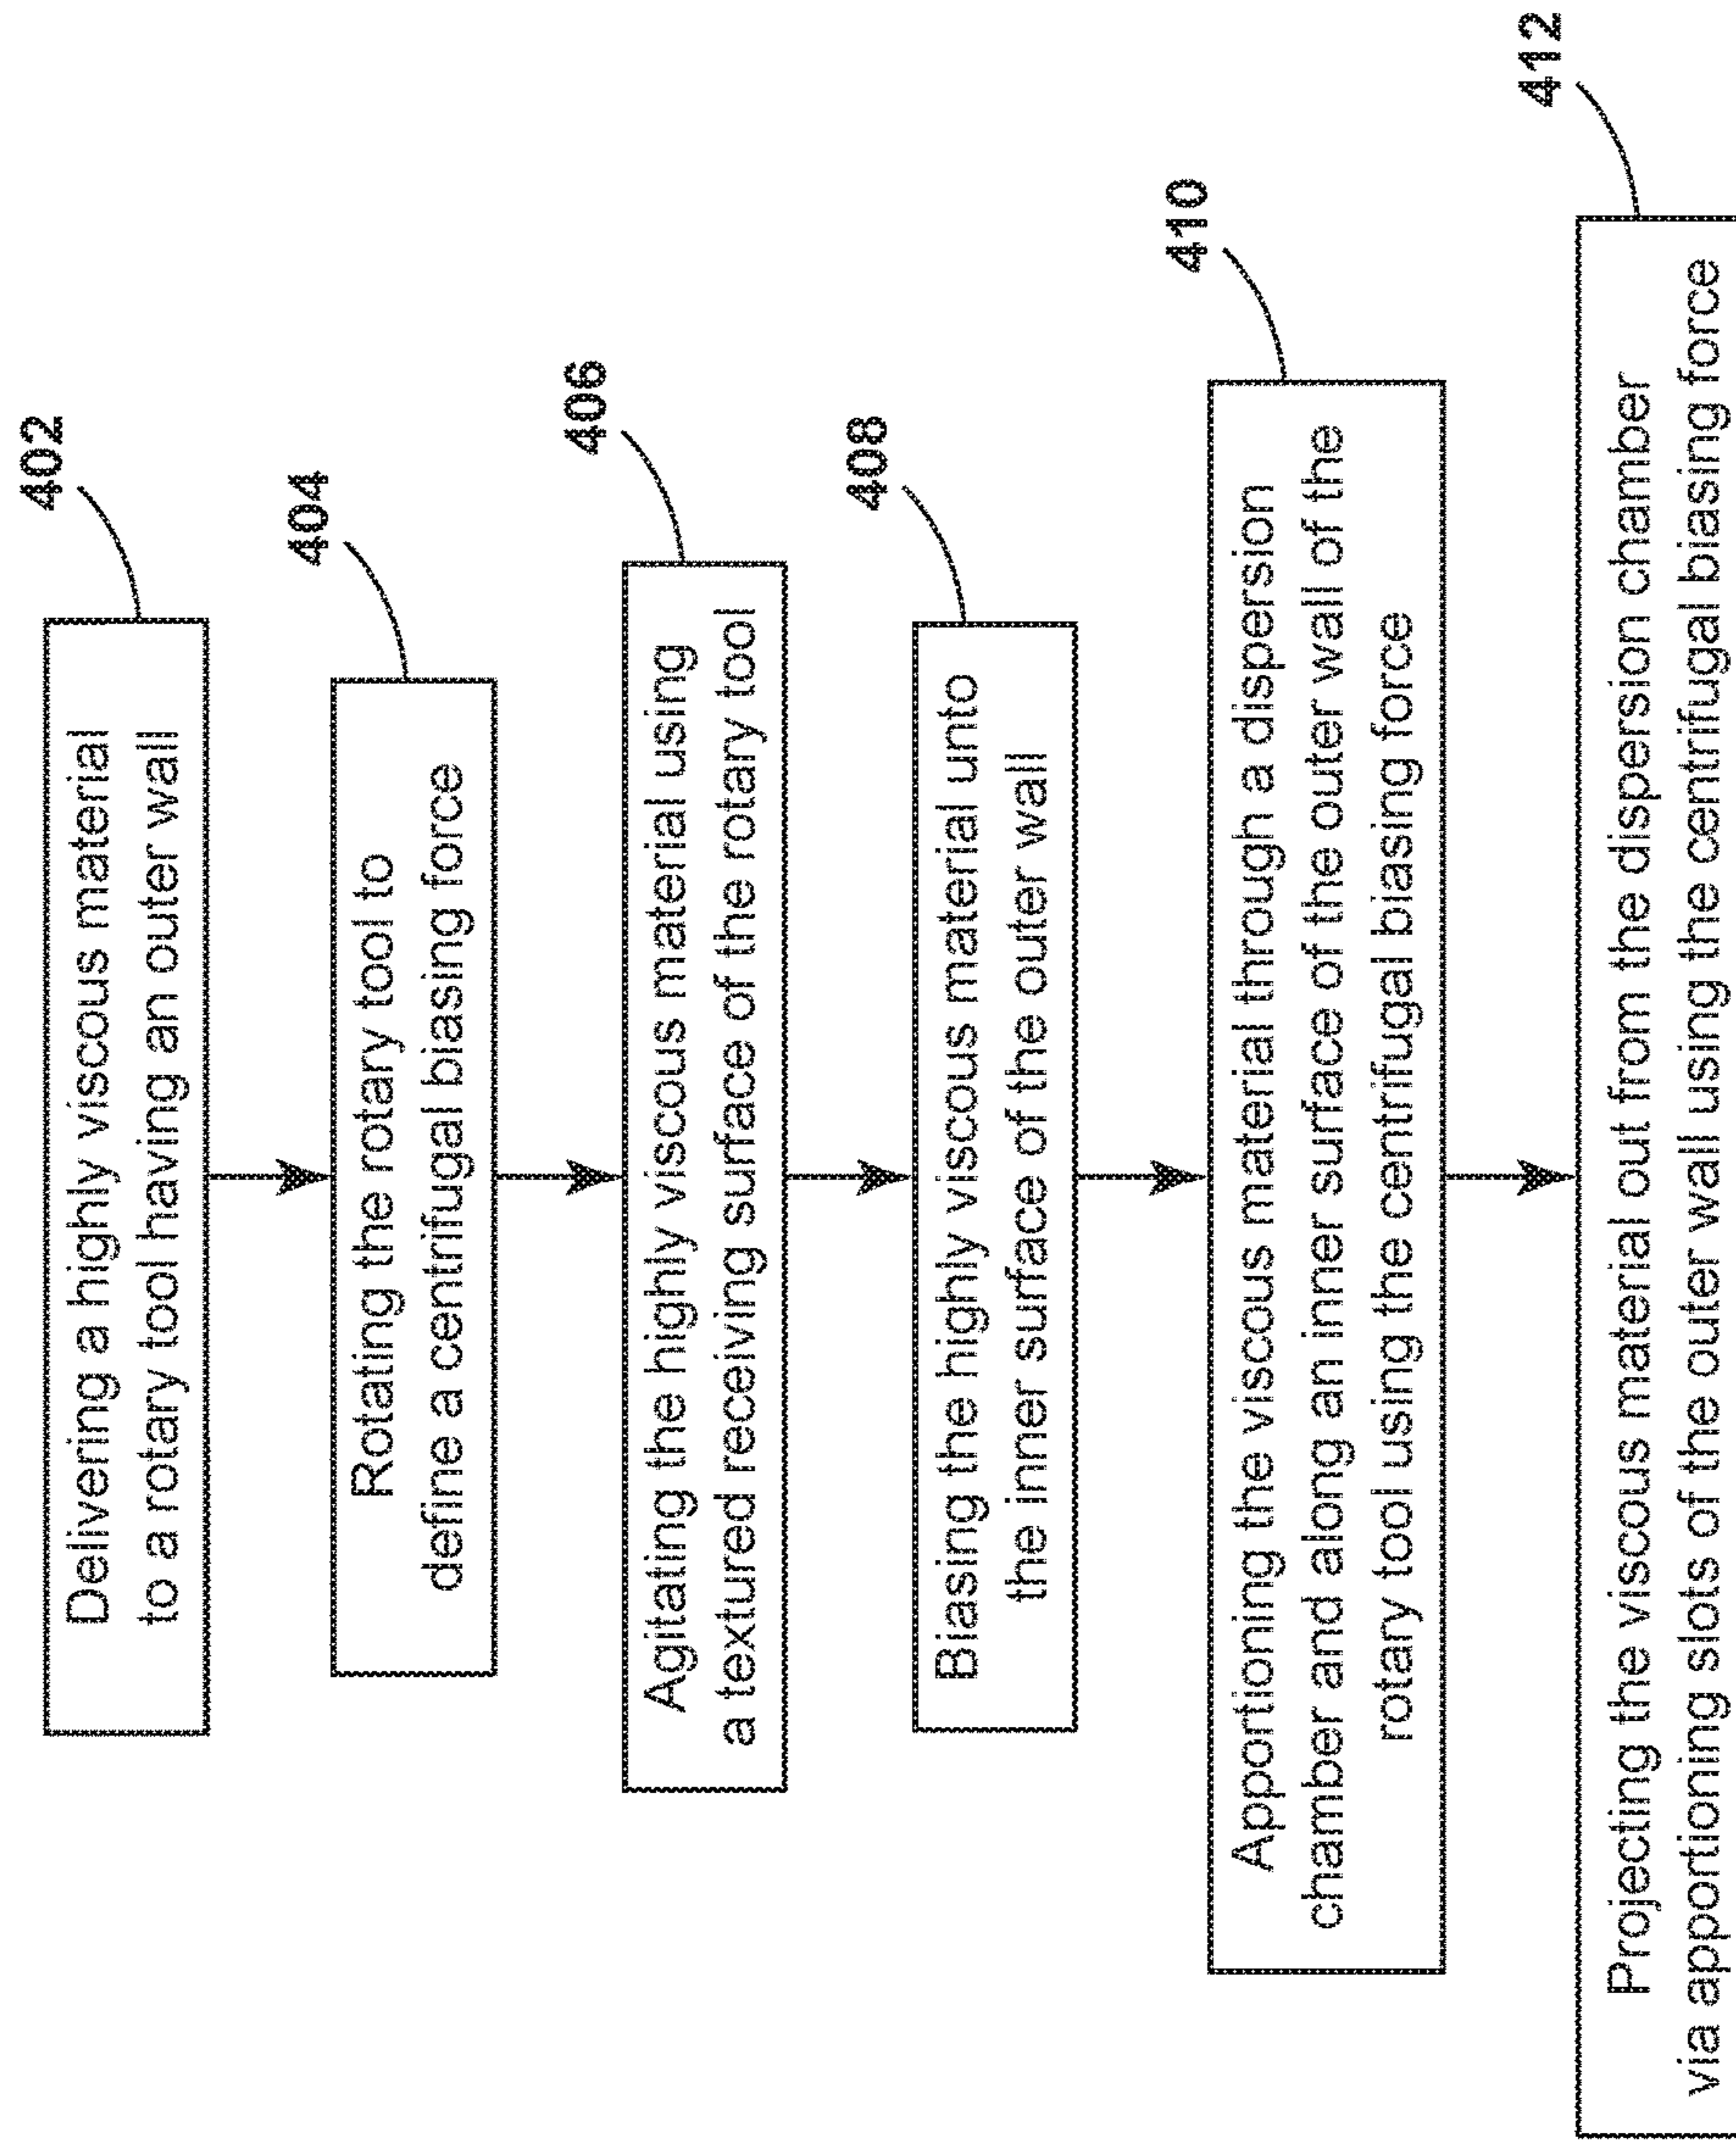 402
Delivering a highly viscous material
to a rotary tool having an outer wall
404
Rotating the rotary tool to
define a centrifugal biasing force
406
Agitating the highly viscous material using
a textured receiving surface of the rotary tool
408
Biasing the highly viscous material unto
the inner surface of the outer wall
410
Apportioning the viscous material through a dispersion
chamber and along an inner surface of the outer wall of the
rotary tool using the centrifugal biasing force
412
Projecting the viscous material out from the dispersion chamber
via apportioning slots of the outer wall using the centrifugal biasing force